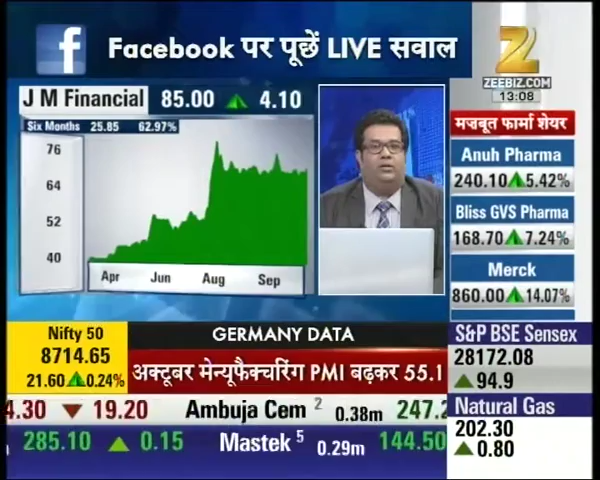 f
Facebook पर पूछें LIVE सवाल
Z
ZEEBIZ.COM
13:08
J M Financial 85.00 4.10
Six Months 25.85 62.97%
76
64
52
40
Apr Jun Aug Sep
मजबूत फार्मा शेयर
Anuh Pharma
240.10 5.42%
Bliss GVS Pharma
168.70 7.24%
Merck
860.00 14.07%
Nifty 50
8714.65
21.60 0.24%
GERMANY DATA
अक्टूबर मेन्यूफैक्चरिंग PMI बढ़कर 55.1
S&P BSE Sensex
28172.08
94.9
Natural Gas
202.30
0.80
4.30 19.20 Ambuja Cem 2 0.38m 247.2
285.10 0.15 Mastek 5 0.29m 144.50